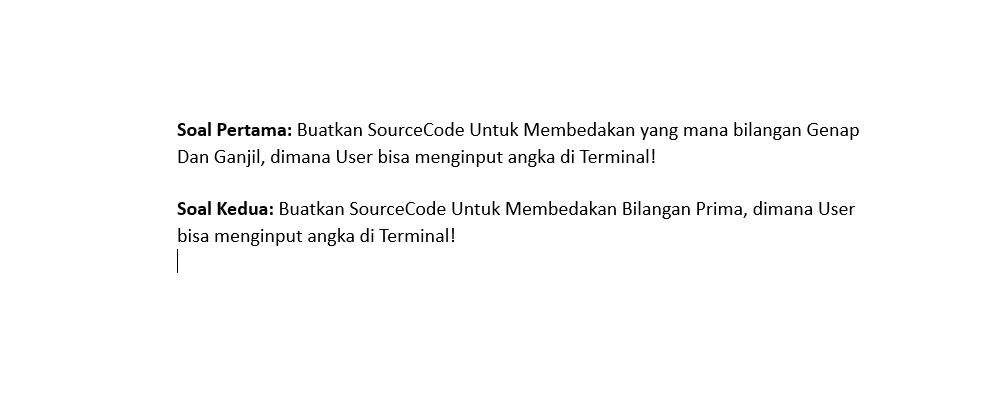 Soal Pertama: Buatkan SourceCode Untuk Membedakan yang mana bilangan Genap
Dan Ganjil, dimana User bisa menginput angka di Terminal!
Soal Kedua: Buatkan SourceCode Untuk Membedakan Bilangan Prima, dimana User
bisa menginput angka di Terminal!